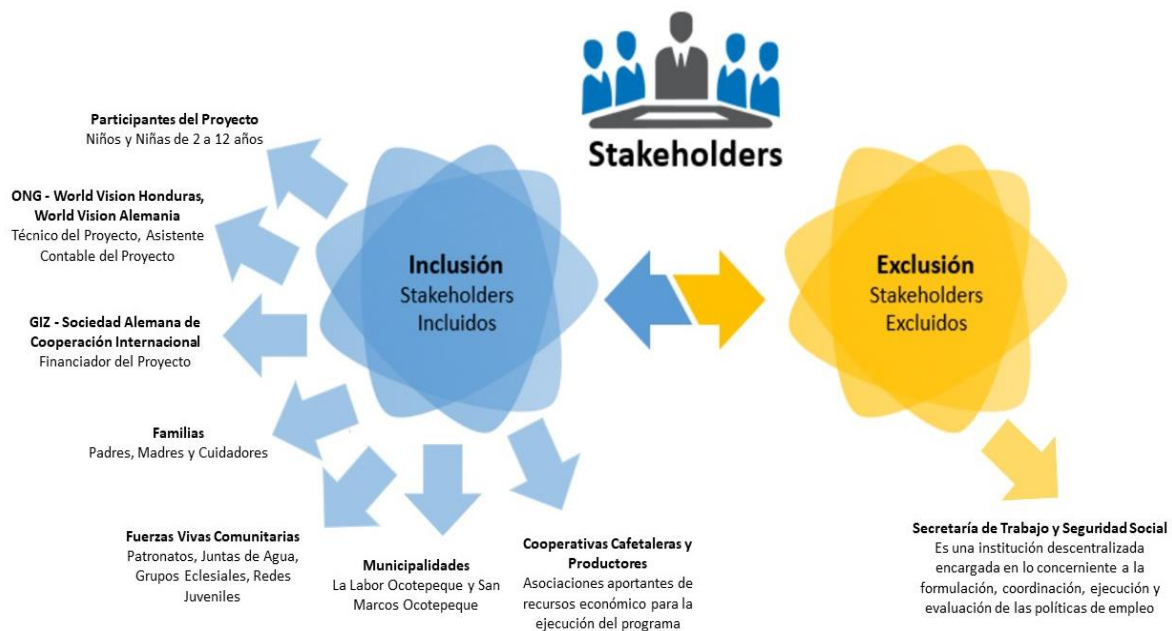 Stakeholders
Participantes del Proyecto
Niños y Niñas de 2 a 12 años
ONG - World Vision Honduras,
World Vision Alemania
Técnico del Proyecto, Asistente
Contable del Proyecto
GIZ - Sociedad Alemana de
Cooperación Internacional
Financiador del Proyecto
Familias
Padres, Madres y Cuidadores
Fuerzas Vivas Comunitarias
Patronatos, Juntas de Agua,
Grupos Eclesiales, Redes
Juveniles
Municipalidades
La Labor Ocotepeque y San
Marcos Ocotepeque
Cooperativas Cafetaleras y
Productores
Asociaciones aportantes de
recursos económico para la
ejecución del programa
Inclusión
Stakeholders
Incluidos
Exclusión
Stakeholders
Excluidos
Secretaría de Trabajo y Seguridad Social
Es una institución descentralizada
encargada en lo concerniente a la
formulación, coordinación, ejecución y
evaluación de las políticas de empleo